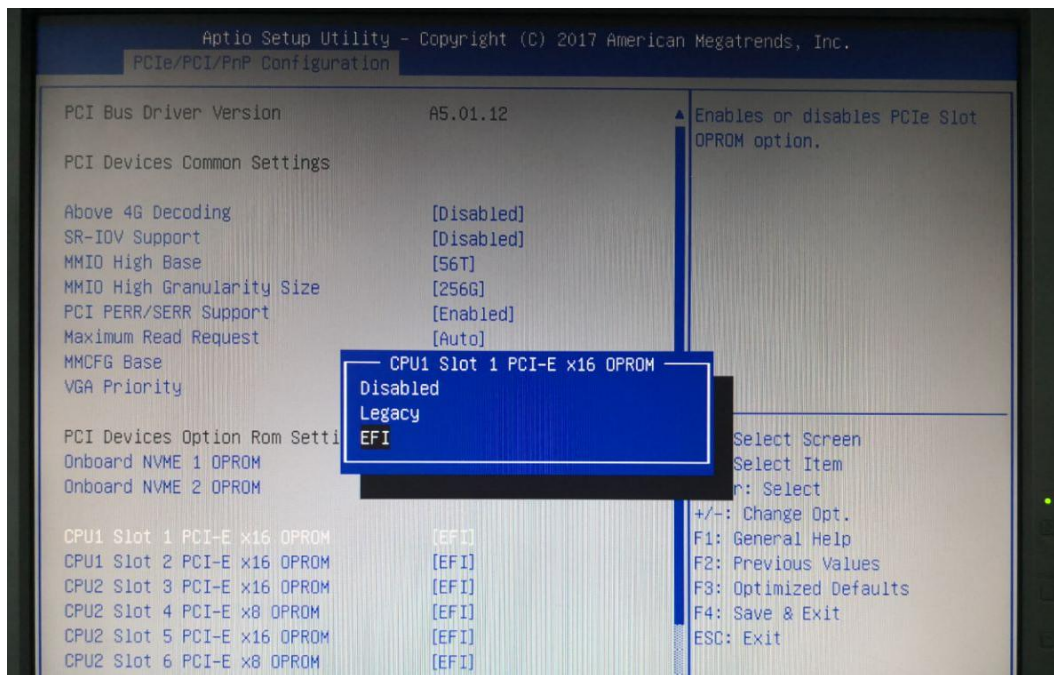 Aptio Setup Utility – Copyright (C) 2017 American Megatrends, Inc.
PCIe/PCI/PnP Configuration
PCI Bus Driver Version A5.01.12
PCI Devices Common Settings
Above 4G Decoding [Disabled]
SR-IOV Support [Disabled]
MMIO High Base [56T]
MMIO High Granularity Size [256G]
PCI PERR/SERR Support [Enabled]
Maximum Read Request [Auto]
MMCFG Base
VGA Priority
PCI Devices Option Rom Setti
Onboard NVME 1 OPROM
Onboard NVME 2 OPROM
CPU1 Slot 1 PCI-E x16 OPROM [EFI]
CPU1 Slot 2 PCI-E x16 OPROM [EFI]
CPU2 Slot 3 PCI-E x16 OPROM [EFI]
CPU2 Slot 4 PCI-E x8 OPROM [EFI]
CPU2 Slot 5 PCI-E x16 OPROM [EFI]
CPU2 Slot 6 PCI-E x8 OPROM [EFI]
CPU1 Slot 1 PCI-E x16 OPROM
Disabled
Legacy
EFI
Enables or disables PCIe Slot
OPROM option.
Select Screen
Select Item
r: Select
+/-: Change Opt.
F1: General Help
F2: Previous Values
F3: Optimized Defaults
F4: Save & Exit
ESC: Exit